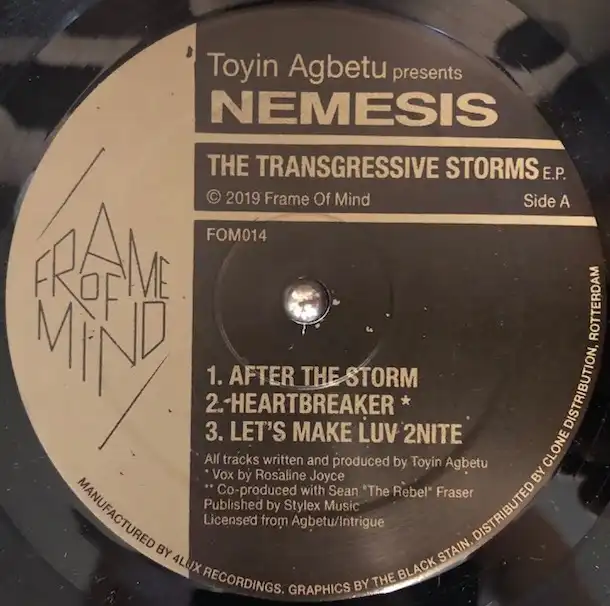 Toyin Agbetu presents
NEMESIS
THE TRANSGRESSIVE STORMS E.P.
© 2019 Frame Of Mind Side A
FOM014
FRAME
OF
MIND
1. AFTER THE STORM
2. HEARTBREAKER *
3. LET'S MAKE LUV 2NITE
All tracks written and produced by Toyin Agbetu
* Vox by Rosaline Joyce
** Co-produced with Sean "The Rebel" Fraser
Published by Stylex Music
Licensed from Agbetu/Intrigue
MANUFACTURED BY 4LUX RECORDINGS, GRAPHICS BY THE BLACK STAIN, DISTRIBUTED BY CLONE DISTRIBUTION, ROTTERDAM